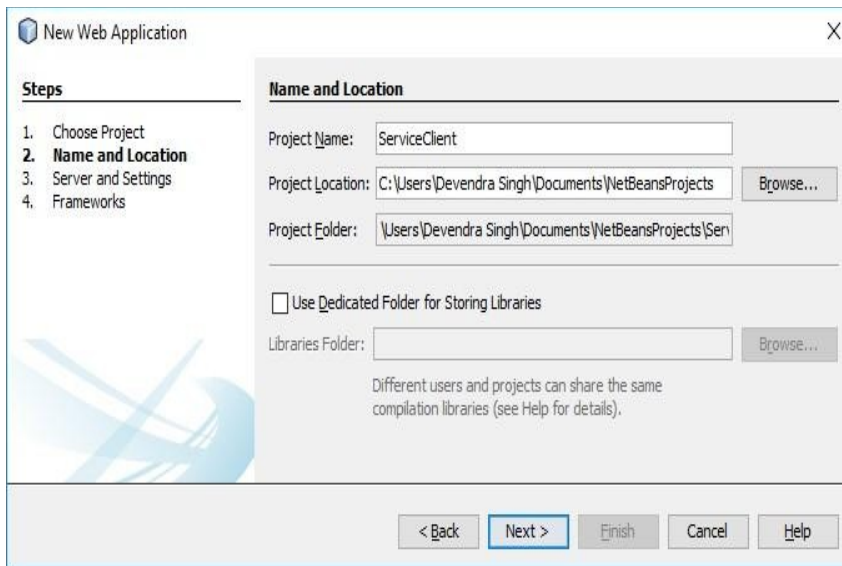 New Web Application
X
Steps
1. Choose Project
2. Name and Location
3. Server and Settings
4. Frameworks
Name and Location
Project Name: ServiceClient
Project Location: C:\Users\Devendra Singh\Documents\NetBeansProjects Browse...
Project Folder: \Users\Devendra Singh\Documents\NetBeansProjects\Serv
Use Dedicated Folder for Storing Libraries
Libraries Folder: Browse...
Different users and projects can share the same
compilation libraries (see Help for details).
< Back Next > Finish Cancel Help